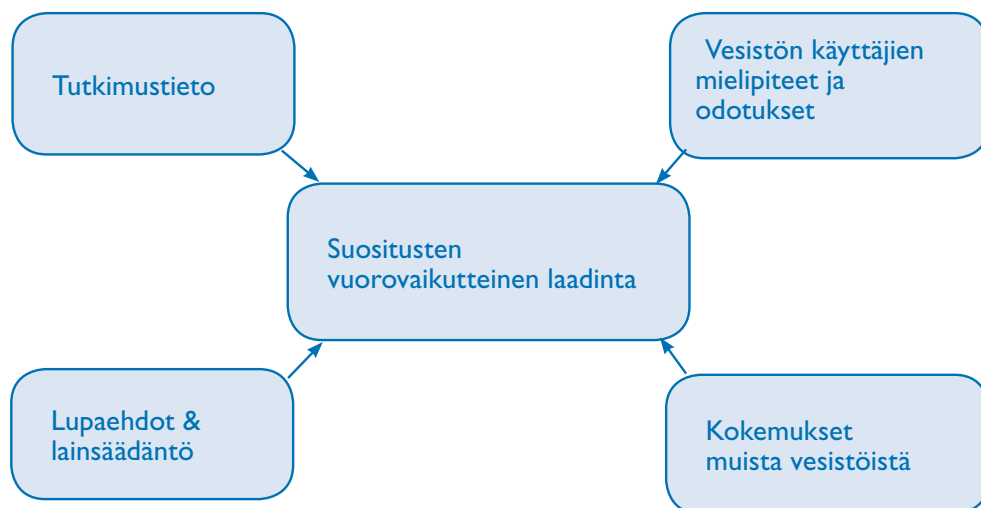 Tutkimustieto
Vesistön käyttäjien
mielipiteet ja
odotukset
Suositusten
vuorovaikutteinen laadinta
Lupaehdot &
lainsäädäntö
Kokemukset
muista vesistöistä